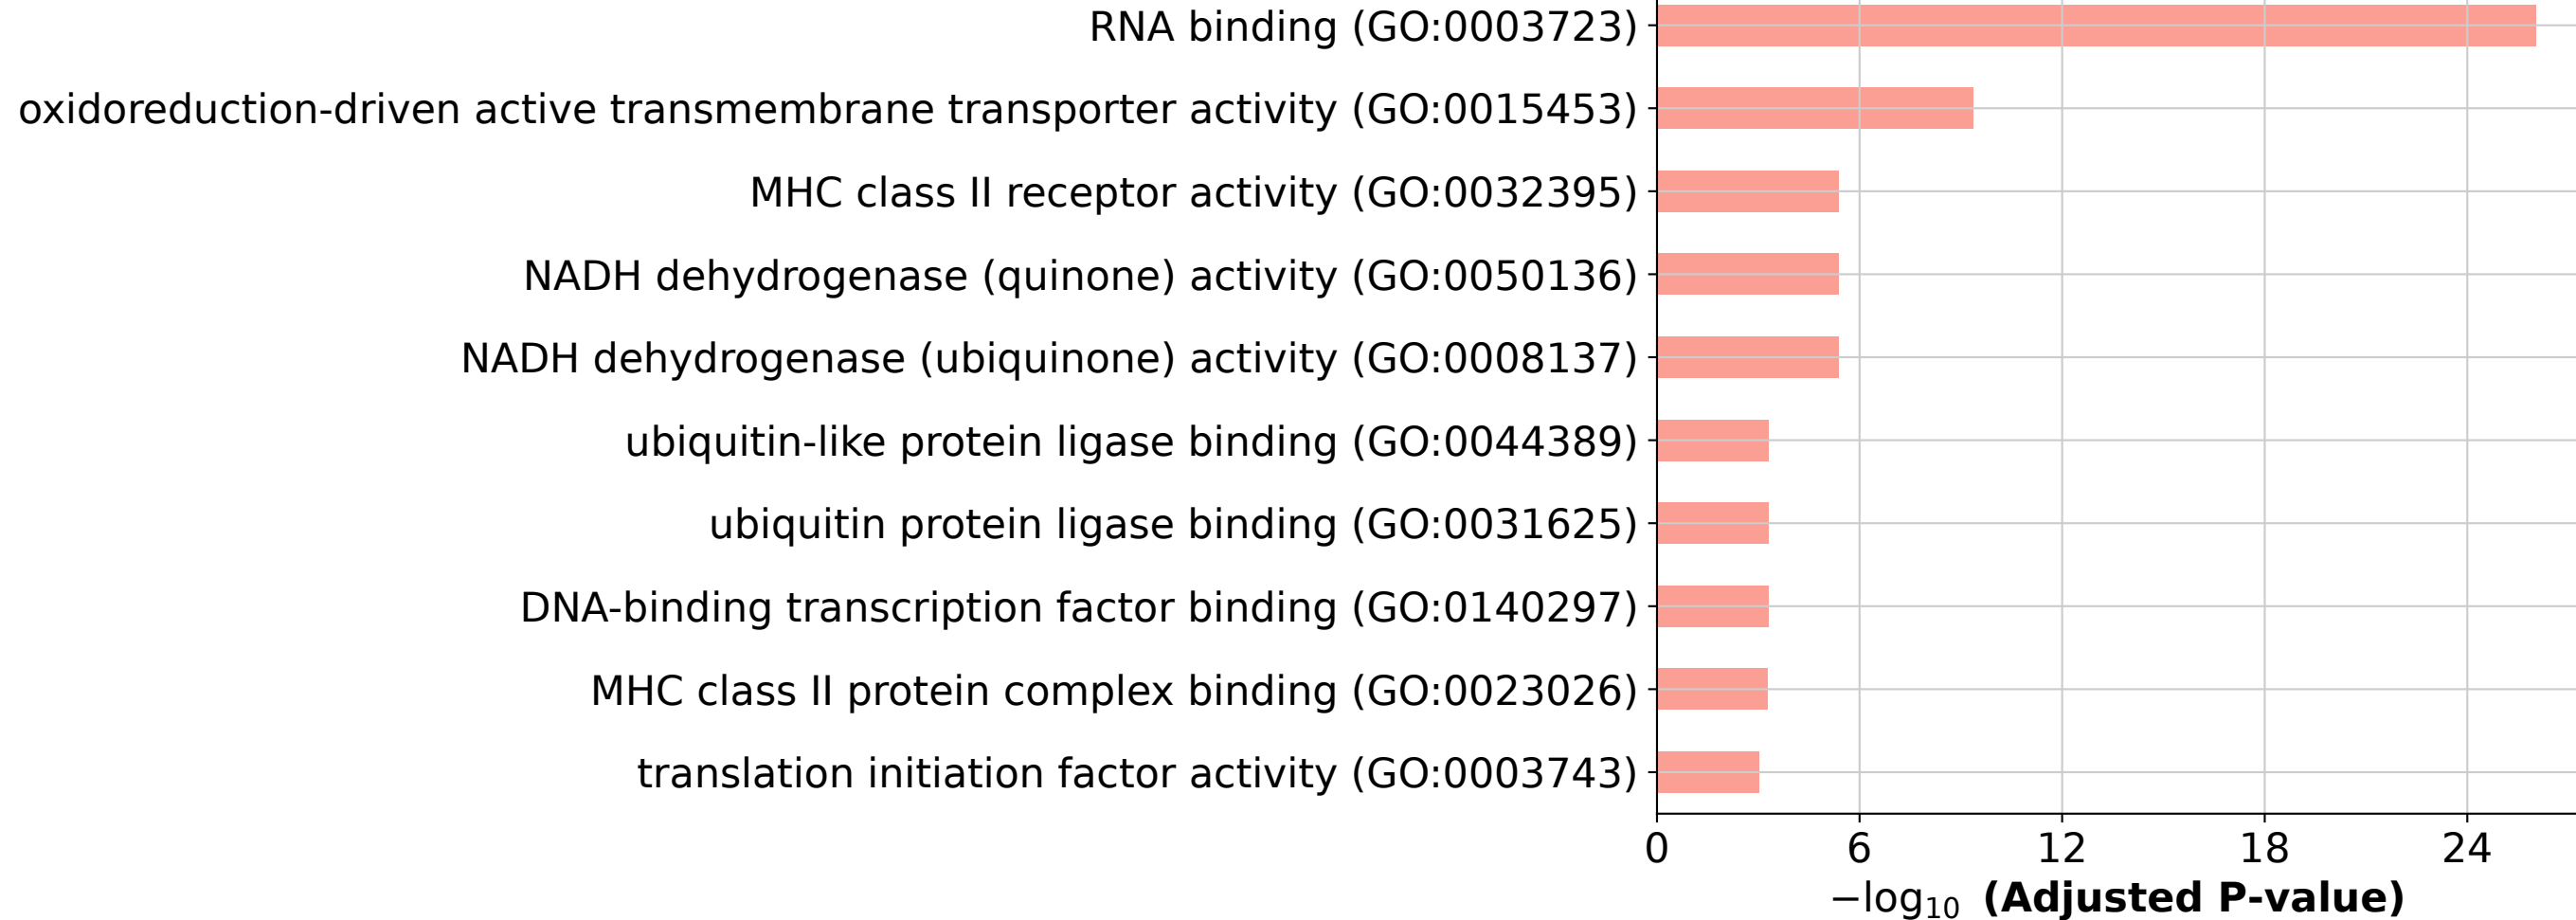 RNA binding (GO:0003723)
oxidoreduction-driven active transmembrane transporter activity (GO:0015453)
MHC class II receptor activity (GO:0032395)
NADH dehydrogenase (quinone) activity (GO:0050136)
NADH dehydrogenase (ubiquinone) activity (GO:0008137)
ubiquitin-like protein ligase binding (GO:0044389)
ubiquitin protein ligase binding (GO:0031625)
DNA-binding transcription factor binding (GO:0140297)
MHC class II protein complex binding (GO:0023026)
translation initiation factor activity (GO:0003743)
0 6 12 18 24
−log₁₀ (Adjusted P-value)